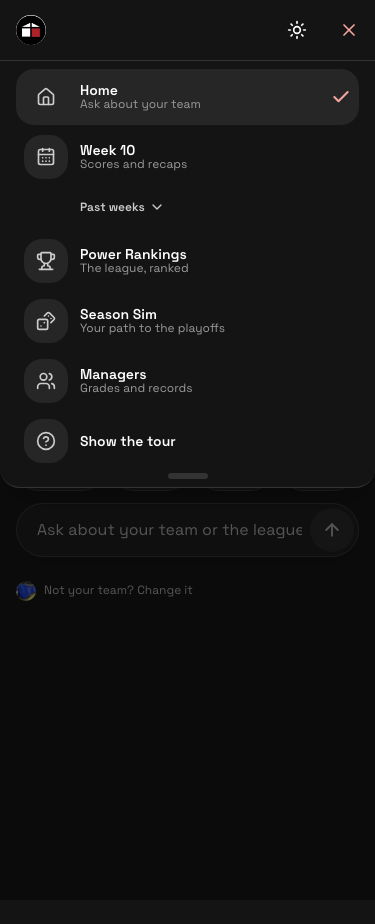 Home
Ask about your team
Week 10
Scores and recaps
Past weeks
Power Rankings
The league, ranked
Season Sim
Your path to the playoffs
Managers
Grades and records
Show the tour
Ask about your team or the league
Not your team? Change it